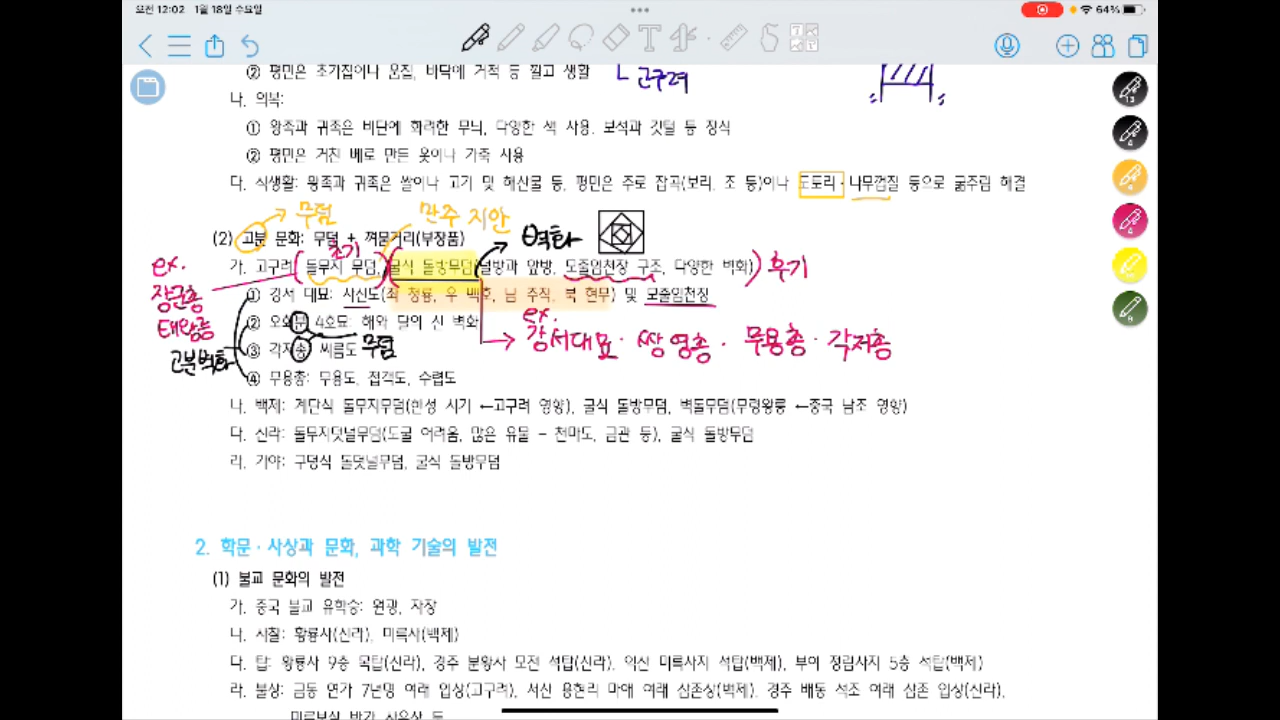 오전 12:02 1월 18일 수요일
64%
② 평민은 초가집이나 움집, 바닥에 거적 등 깔고 생활
고구려
나. 의복:
① 왕족과 귀족은 비단에 화려한 무늬, 다양한 색 사용. 보석과 깃털 등 장식
② 평민은 거친 베로 만든 옷이나 가죽 사용
다. 식생활: 왕족과 귀족은 쌀이나 고기 및 해산물 등, 평민은 주로 잡곡(보리, 조 등)이나 도토리·나무껍질 등으로 굶주림 해결
무덤
만주 지안
(2) 고분 문화: 무덤 + 껴묻거리(부장품)
벽화
초기
ex.
장군총
태왕릉
가. 고구려(돌무지 무덤, 굴식 돌방무덤(널방과 앞방, 모줄임천장 구조, 다양한 벽화)
후기
① 강서 대묘: 사신도(좌 청룡, 우 백호, 남 주작, 북 현무) 및 모줄임천장
② 오회분 4호묘: 해와 달의 신 벽화
ex.
강서대묘·쌍영총·무용총·각저총
③ 각저총: 씨름도
무덤
고분벽화
④ 무용총: 무용도, 접객도, 수렵도
나. 백제: 계단식 돌무지무덤(한성 시기 ←고구려 영향), 굴식 돌방무덤, 벽돌무덤(무령왕릉 ←중국 남조 영향)
다. 신라: 돌무지덧널무덤(도굴 어려움, 많은 유물 - 천마도, 금관 등), 굴식 돌방무덤
라. 가야: 구덩식 돌덧널무덤, 굴식 돌방무덤
2. 학문·사상과 문화, 과학 기술의 발전
(1) 불교 문화의 발전
가. 중국 불교 유학승: 원광, 자장
나. 사찰: 황룡사(신라), 미륵사(백제)
다. 탑: 황룡사 9층 목탑(신라), 경주 분황사 모전 석탑(신라), 익산 미륵사지 석탑(백제), 부여 정림사지 5층 석탑(백제)
라. 불상: 금동 연가 7년명 여래 입상(고구려), 서산 용현리 마애 여래 삼존상(백제), 경주 배동 석조 여래 삼존 입상(신라),